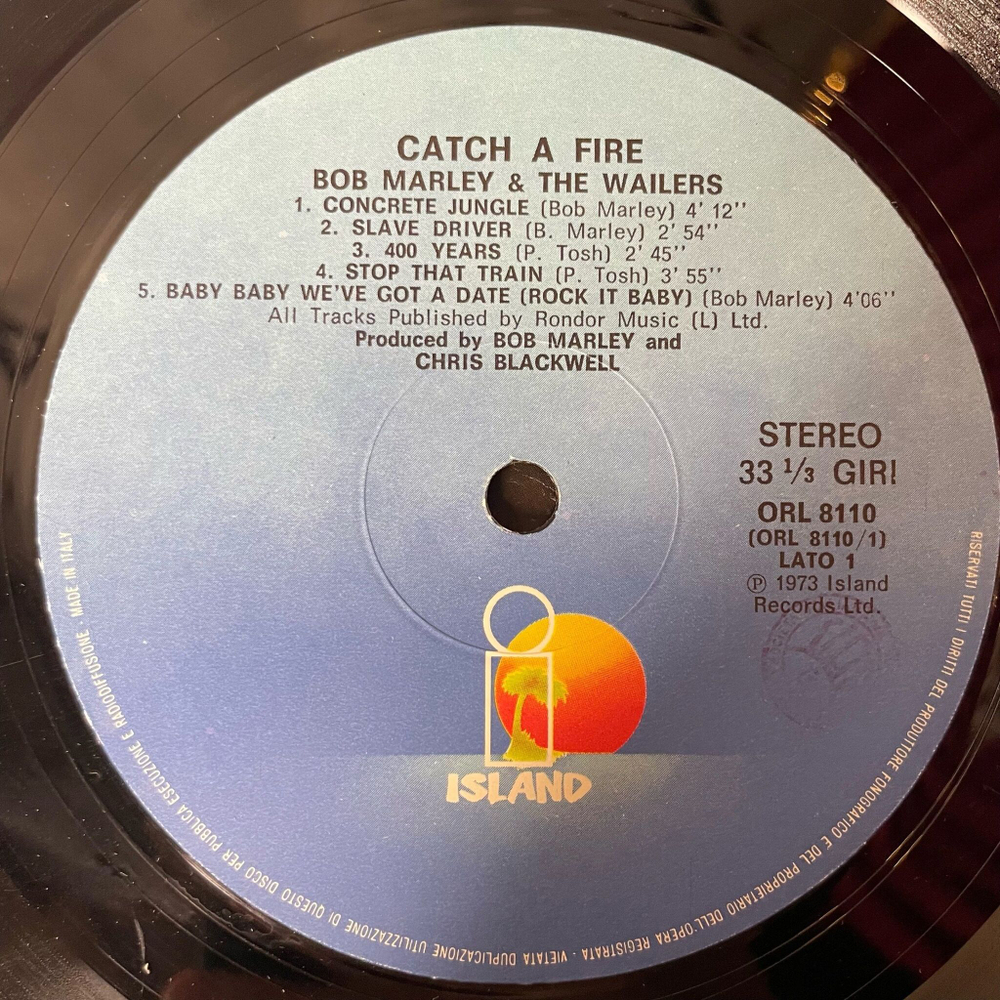 CATCH A FIRE
BOB MARLEY & THE WAILERS
1. CONCRETE JUNGLE (Bob Marley) 4' 12''
2. SLAVE DRIVER (B. Marley) 2' 54''
3. 400 YEARS (P. Tosh) 2' 45''
4. STOP THAT TRAIN (P. Tosh) 3' 55''
5. BABY BABY WE'VE GOT A DATE (ROCK IT BABY) (Bob Marley) 4'06''
All Tracks Published by Rondor Music (L) Ltd.
Produced by BOB MARLEY and
CHRIS BLACKWELL
STEREO
33 1/3 GIRI
ORL 8110
(ORL 8110/1)
LATO 1
Ⓟ 1973 Island
Records Ltd.
i
ISLAND
RISERVATI TUTTI I DIRITTI DEL PRODUTTORE FONOGRAFICO E DEL PROPRIETARIO DELL'OPERA REGISTRATA - VIETATA DUPLICAZIONE UTILIZZAZIONE DI QUESTO DISCO PER PUBBLICA ESECUZIONE E RADIODIFFUSIONE - MADE IN ITALY